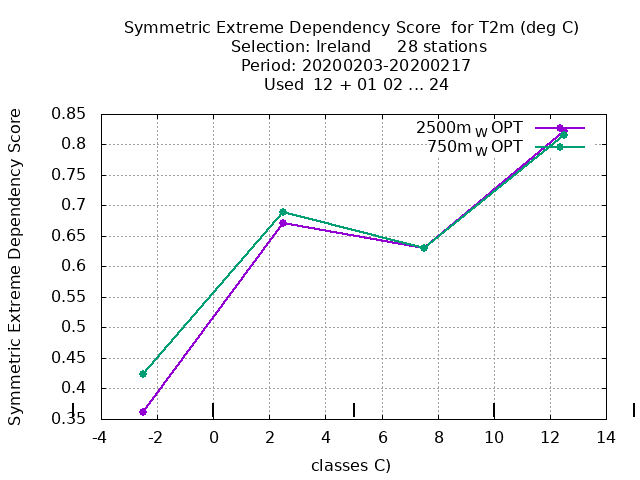 Symmetric Extreme Dependency Score  for T2m (deg C)
Selection: Ireland     28 stations
Period: 20200203-20200217
Used  12 + 01 02 ... 24
Symmetric Extreme Dependency Score
0.85
0.8
0.75
0.7
0.65
0.6
0.55
0.5
0.45
0.4
0.35
2500m W OPT
750m W OPT
-4 -2 0 2 4 6 8 10 12 14
classes C)